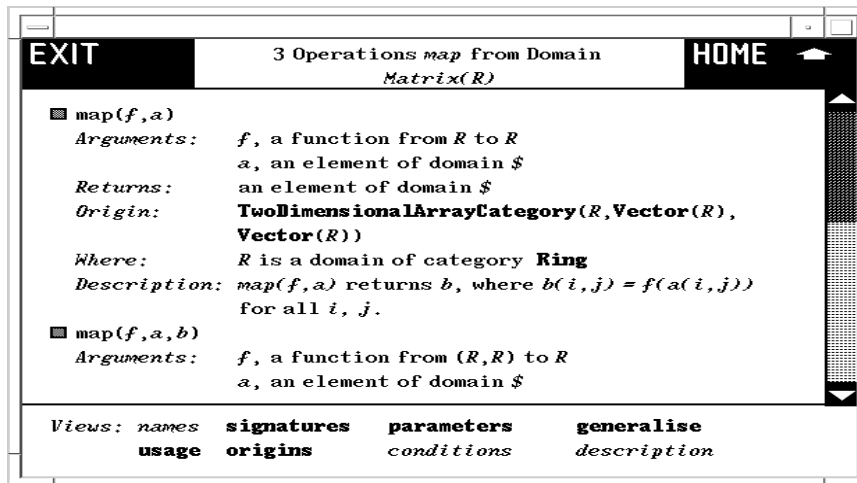 EXIT
3 Operations map from Domain
Matrix(R)
HOME
map(f,a)
Arguments: f, a function from R to R
a, an element of domain $
Returns: an element of domain $
Origin: TwoDimensionalArrayCategory(R,Vector(R),
Vector(R))
Where: R is a domain of category Ring
Description: map(f,a) returns b, where b(i,j) = f(a(i,j))
for all i, j.
map(f,a,b)
Arguments: f, a function from (R,R) to R
a, an element of domain $
Views: names signatures parameters generalise
usage origins conditions description